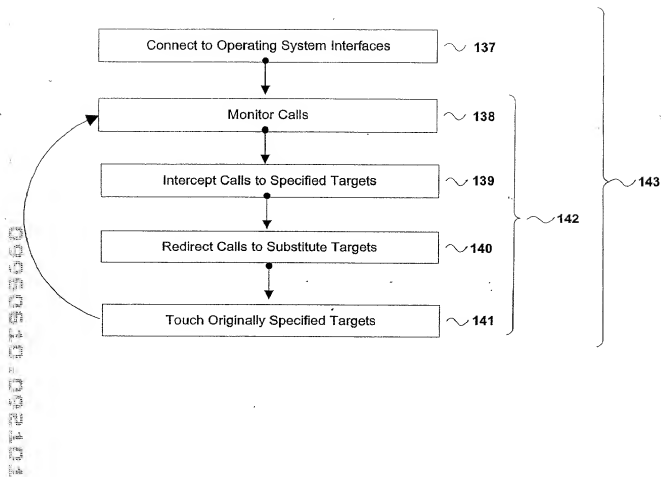 Connect to Operating System Interfaces 137
Monitor Calls 138
Intercept Calls to Specified Targets 139
143
142
Redirect Calls to Substitute Targets 140
Touch Originally Specified Targets 141